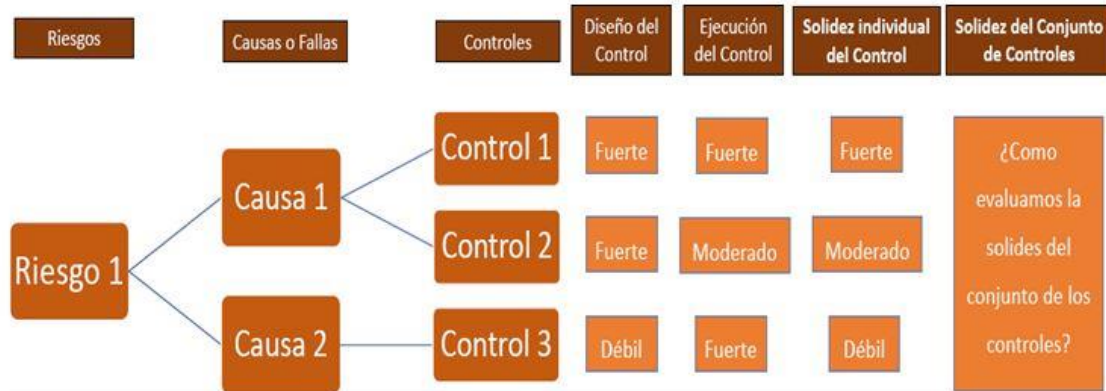 Riesgos
Causas o Fallas
Controles
Diseño del
Control
Ejecución
del Control
Solidez individual
del Control
Solidez del Conjunto
de Controles
Riesgo 1
Causa 1
Causa 2
Control 1
Fuerte
Fuerte
Fuerte
Control 2
Fuerte
Moderado
Moderado
Control 3
Débil
Fuerte
Débil
¿Como
evaluamos la
solides del
conjunto de los
controles?